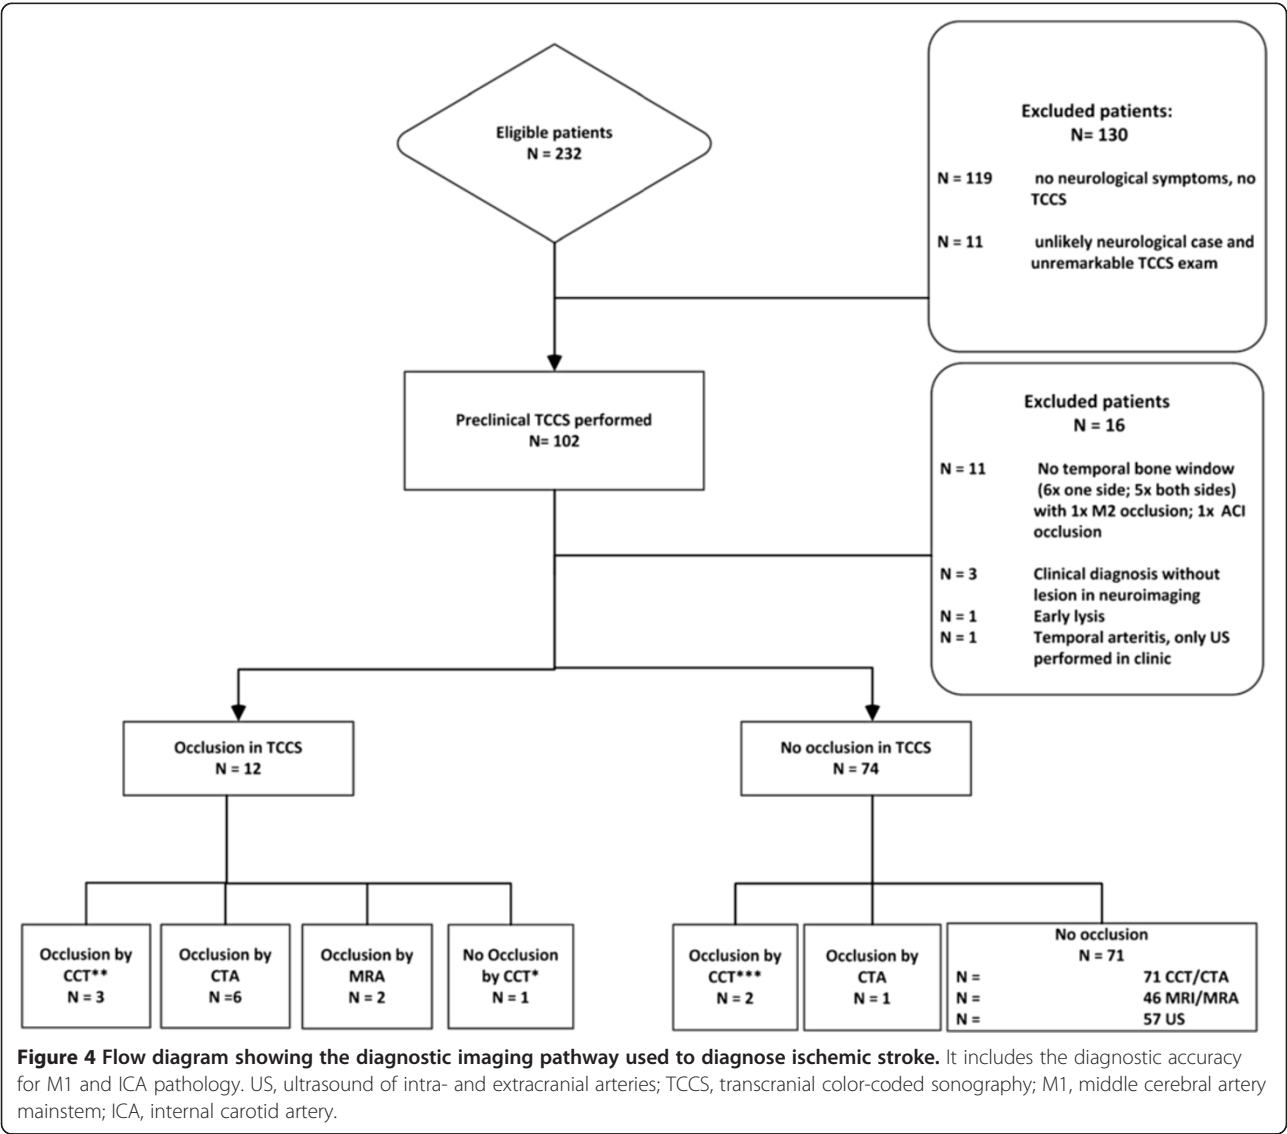 Eligible patients
N = 232
Excluded patients:
N= 130
N = 119 no neurological symptoms, no
TCCS
N = 11 unlikely neurological case and
unremarkable TCCS exam
Preclinical TCCS performed
N= 102
Excluded patients
N = 16
N = 11 No temporal bone window
(6x one side; 5x both sides)
with 1x M2 occlusion; 1x ACI
occlusion
N = 3 Clinical diagnosis without
lesion in neuroimaging
N = 1 Early lysis
N = 1 Temporal arteritis, only US
performed in clinic
Occlusion in TCCS
N = 12
No occlusion in TCCS
N = 74
Occlusion by
CCT**
N = 3
Occlusion by
CTA
N =6
Occlusion by
MRA
N = 2
No Occlusion
by CCT*
N = 1
Occlusion by
CCT***
N = 2
Occlusion by
CTA
N = 1
No occlusion
N = 71
N = 71 CCT/CTA
N = 46 MRI/MRA
N = 57 US
Figure 4 Flow diagram showing the diagnostic imaging pathway used to diagnose ischemic stroke. It includes the diagnostic accuracy
for M1 and ICA pathology. US, ultrasound of intra- and extracranial arteries; TCCS, transcranial color-coded sonography; M1, middle cerebral artery
mainstem; ICA, internal carotid artery.